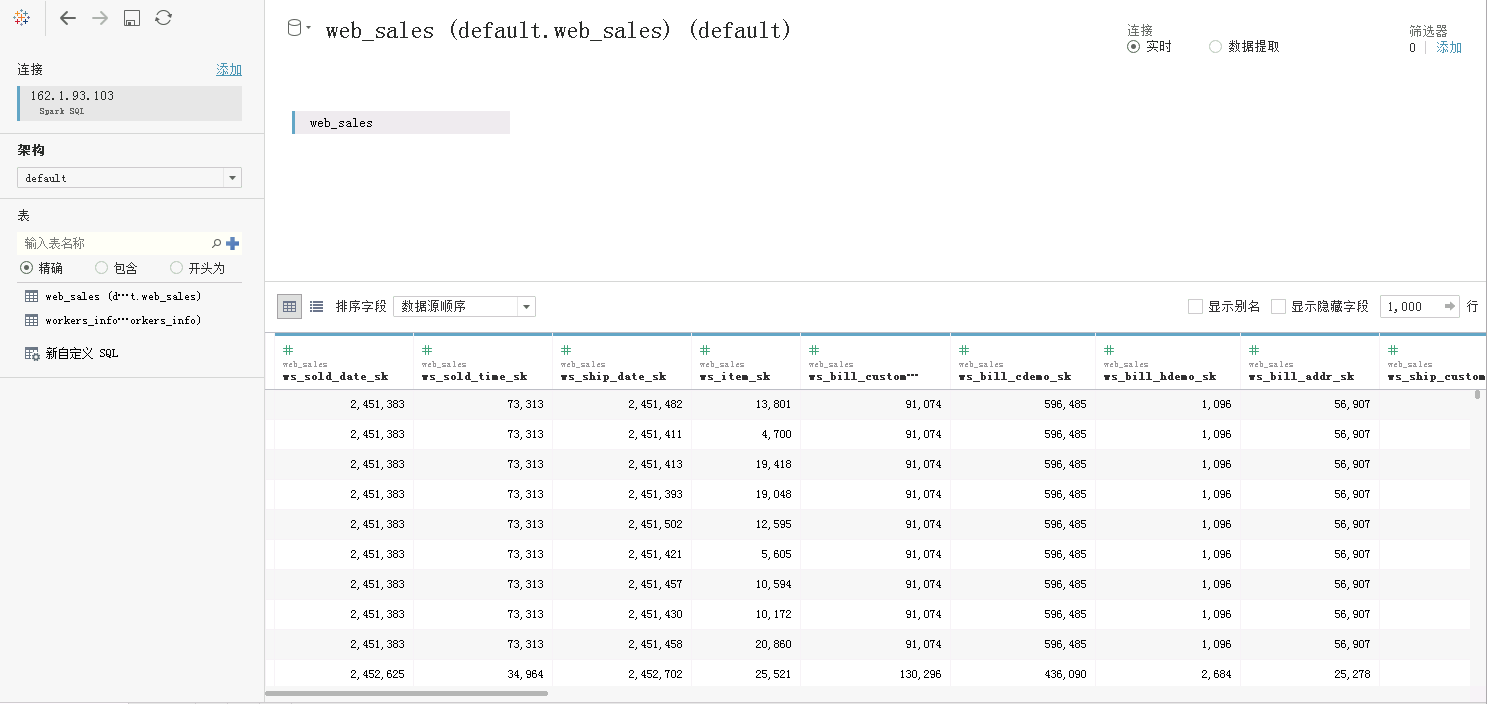 web_sales (default.web_sales) (default)
连接
实时
数据提取
筛选器
0
添加
连接
添加
162.1.93.103
Spark SQL
架构
default
表
输入表名称
精确
包含
开头为
web_sales (d···t.web_sales)
workers_info···orkers_info)
新自定义 SQL
web_sales
排序字段
数据源顺序
显示别名
显示隐藏字段
1,000
行
web_sales web_sales web_sales web_sales web_sales web_sales web_sales web_sales web_sales
ws_sold_date_sk ws_sold_time_sk ws_ship_date_sk ws_item_sk ws_bill_custom··· ws_bill_cdemo_sk ws_bill_hdemo_sk ws_bill_addr_sk ws_ship_custom
2,451,383 73,313 2,451,482 13,801 91,074 596,485 1,096 56,907
2,451,383 73,313 2,451,411 4,700 91,074 596,485 1,096 56,907
2,451,383 73,313 2,451,413 19,418 91,074 596,485 1,096 56,907
2,451,383 73,313 2,451,393 19,048 91,074 596,485 1,096 56,907
2,451,383 73,313 2,451,502 12,595 91,074 596,485 1,096 56,907
2,451,383 73,313 2,451,421 5,605 91,074 596,485 1,096 56,907
2,451,383 73,313 2,451,457 10,594 91,074 596,485 1,096 56,907
2,451,383 73,313 2,451,430 10,172 91,074 596,485 1,096 56,907
2,451,383 73,313 2,451,458 20,860 91,074 596,485 1,096 56,907
2,452,625 34,964 2,452,702 25,521 130,296 436,090 2,684 25,278